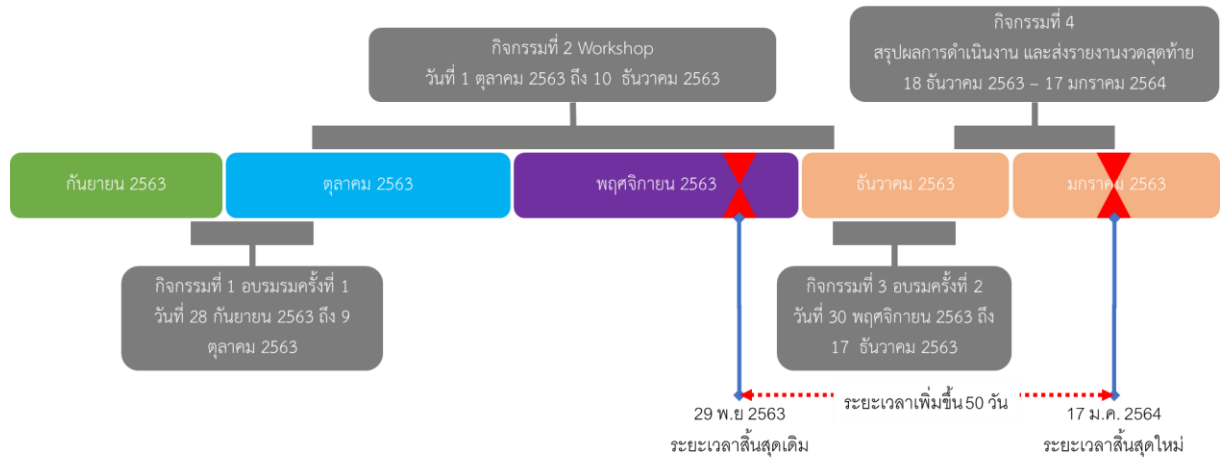 กิจกรรมที่ 2 Workshop
วันที่ 1 ตุลาคม 2563 ถึง 10 ธันวาคม 2563
กิจกรรมที่ 4
สรุปผลการดำเนินงาน และส่งรายงานงวดสุดท้าย
18 ธันวาคม 2563 – 17 มกราคม 2564
กันยายน 2563
ตุลาคม 2563
พฤศจิกายน 2563
ธันวาคม 2563
มกราคม 2563
กิจกรรมที่ 1 อบรมรมครั้งที่ 1
วันที่ 28 กันยายน 2563 ถึง 9
ตุลาคม 2563
กิจกรรมที่ 3 อบรมครั้งที่ 2
วันที่ 30 พฤศจิกายน 2563 ถึง
17 ธันวาคม 2563
ระยะเวลาเพิ่มขึ้น 50 วัน
29 พ.ย 2563
ระยะเวลาสิ้นสุดเดิม
17 ม.ค. 2564
ระยะเวลาสิ้นสุดใหม่